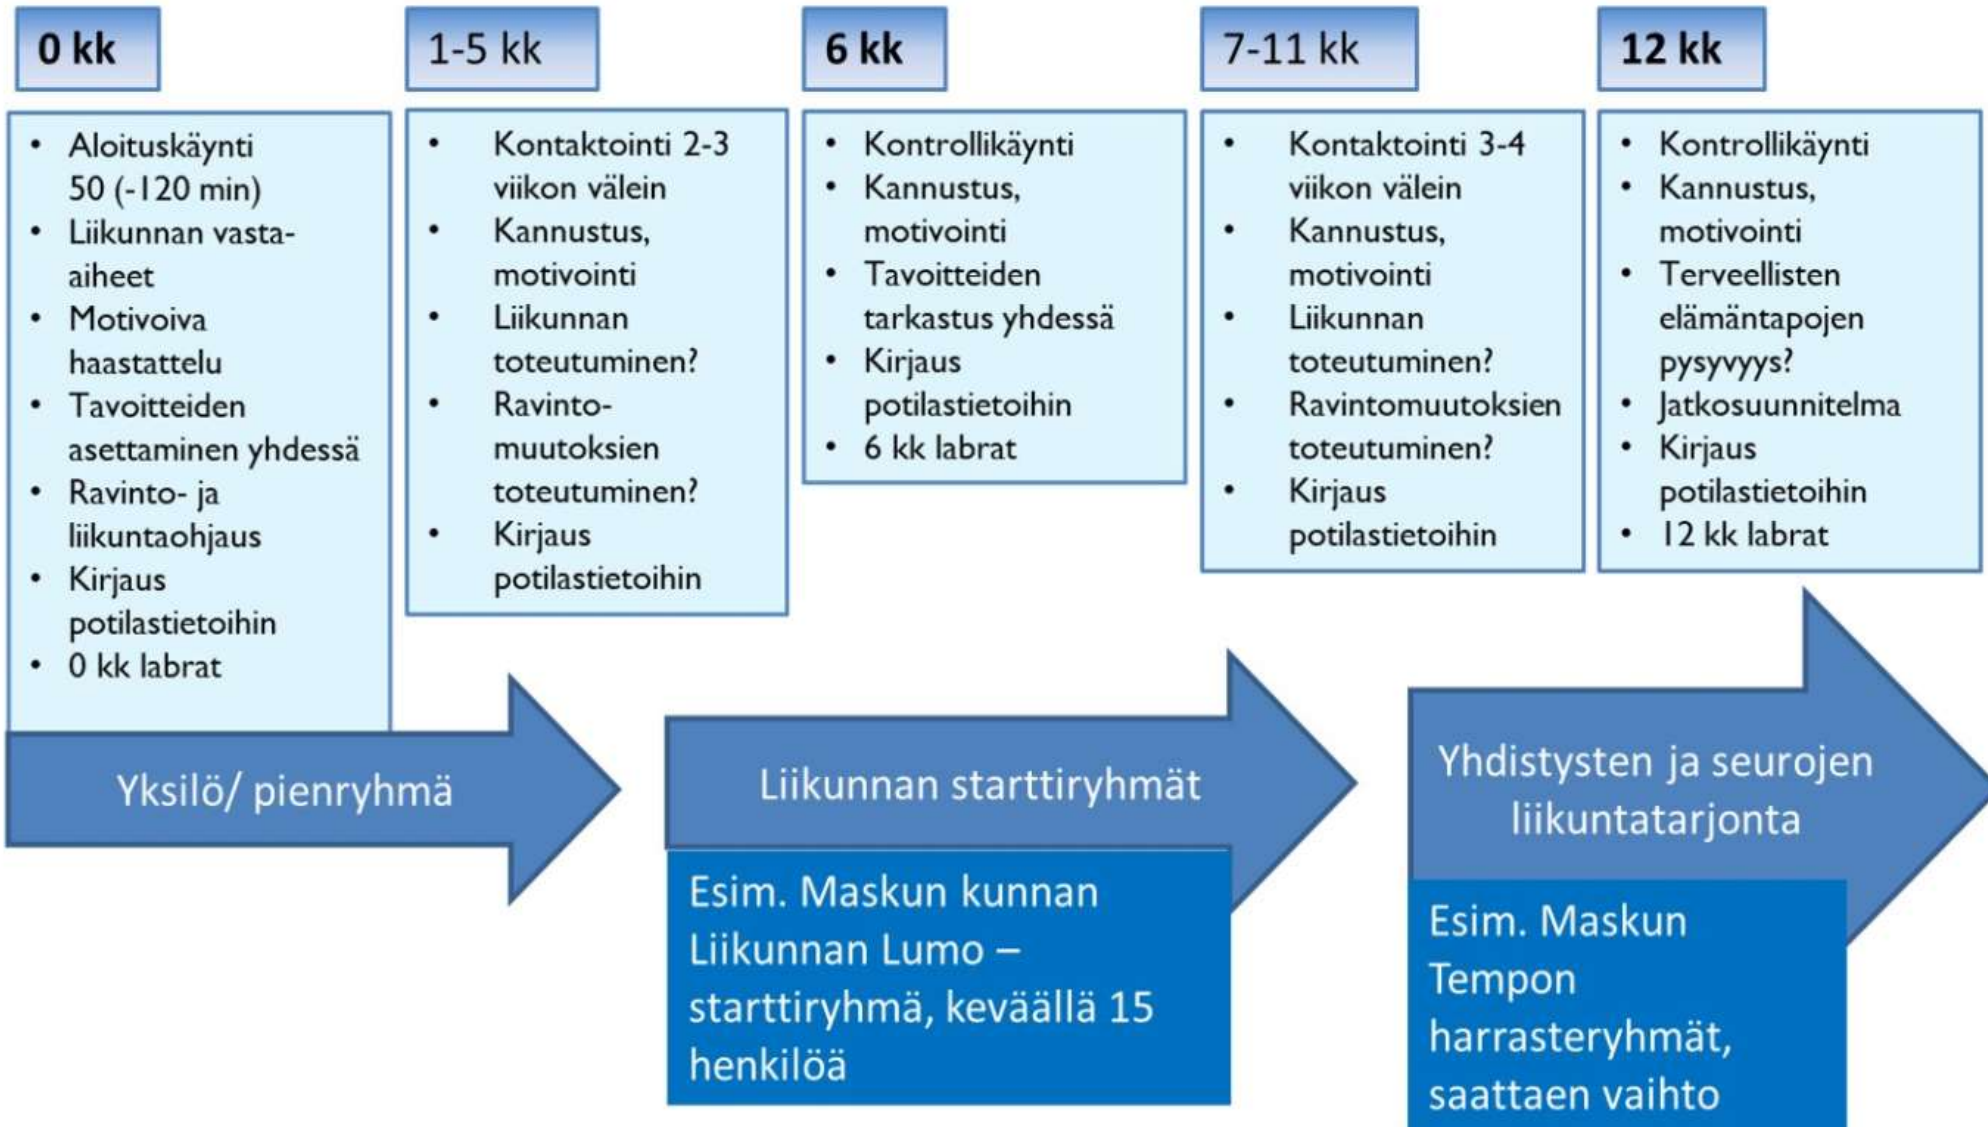 0 kk
Aloituskäynti
50 (-120 min)
Liikunnan vasta-
aiheet
Motivoiva
haastattelu
Tavoitteiden
asettaminen yhdessä
Ravinto- ja
liikuntaohjaus
Kirjaus
potilastietoihin
0 kk labrat
1-5 kk
Kontaktointi 2-3
viikon välein
Kannustus,
motivointi
Liikunnan
toteutuminen?
Ravinto-
muutoksien
toteutuminen?
Kirjaus
potilastietoihin
6 kk
Kontrollikäynti
Kannustus,
motivointi
Tavoitteiden
tarkastus yhdessä
Kirjaus
potilastietoihin
6 kk labrat
7-11 kk
Kontaktointi 3-4
viikon välein
Kannustus,
motivointi
Liikunnan
toteutuminen?
Ravintomuutoksien
toteutuminen?
Kirjaus
potilastietoihin
12 kk
Kontrollikäynti
Kannustus,
motivointi
Terveellisten
elämäntapojen
pysyvyys?
Jatkosuunnitelma
Kirjaus
potilastietoihin
12 kk labrat
Yksilö/ pienryhmä
Liikunnan starttiryhmät
Esim. Maskun kunnan
Liikunnan Lumo –
starttiryhmä, keväällä 15
henkilöä
Yhdistysten ja seurojen
liikuntatarjonta
Esim. Maskun
Tempon
harrasteryhmät,
saattaen vaihto